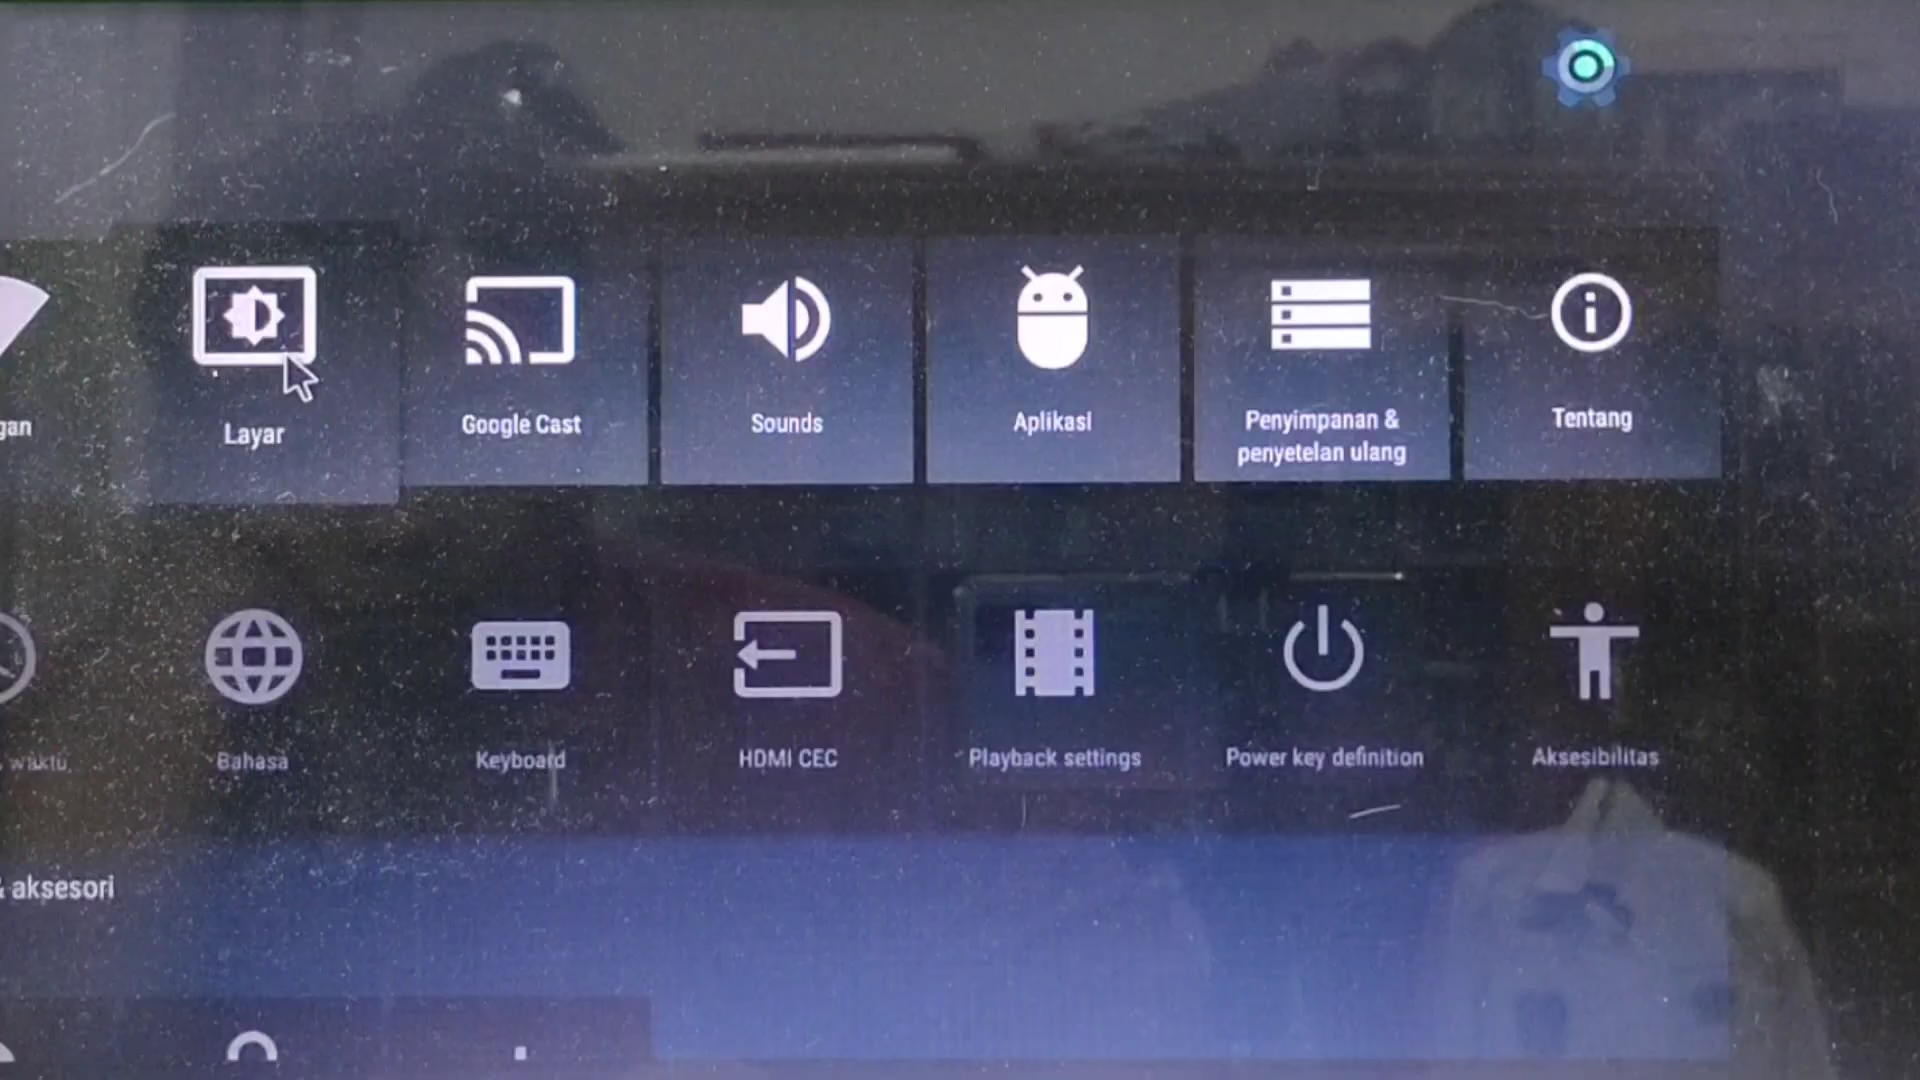 gan
Layar
Google Cast
Sounds
Aplikasi
Penyimpanan &
penyetelan ulang
Tentang
waktu,
Bahasa
Keyboard
HDMI CEC
Playback settings
Power key definition
Aksesibilitas
& aksesori